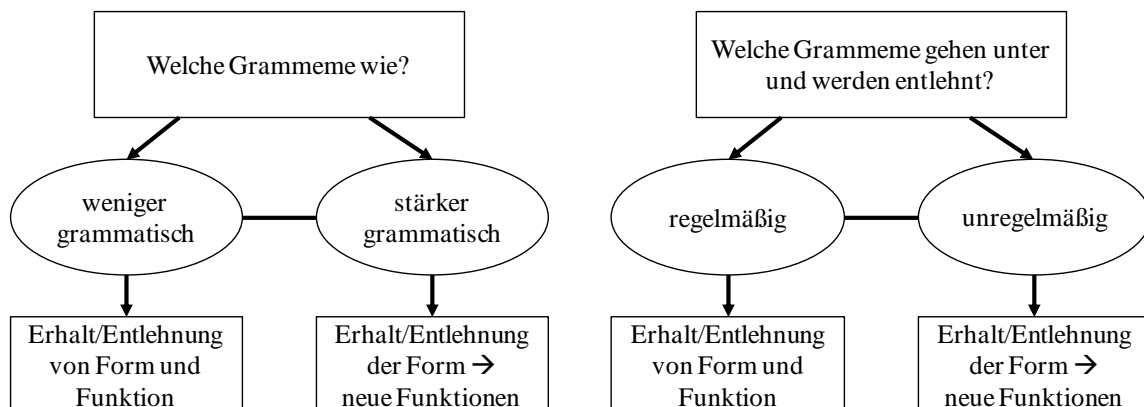 Welche Grammeme wie?
weniger
grammatisch
stärker
grammatisch
Erhalt/Entlehnung
von Form und
Funktion
Erhalt/Entlehnung
der Form →
neue Funktionen
Welche Grammeme gehen unter
und werden entlehnt?
regelmäßig
unregelmäßig
Erhalt/Entlehnung
von Form und
Funktion
Erhalt/Entlehnung
der Form →
neue Funktionen